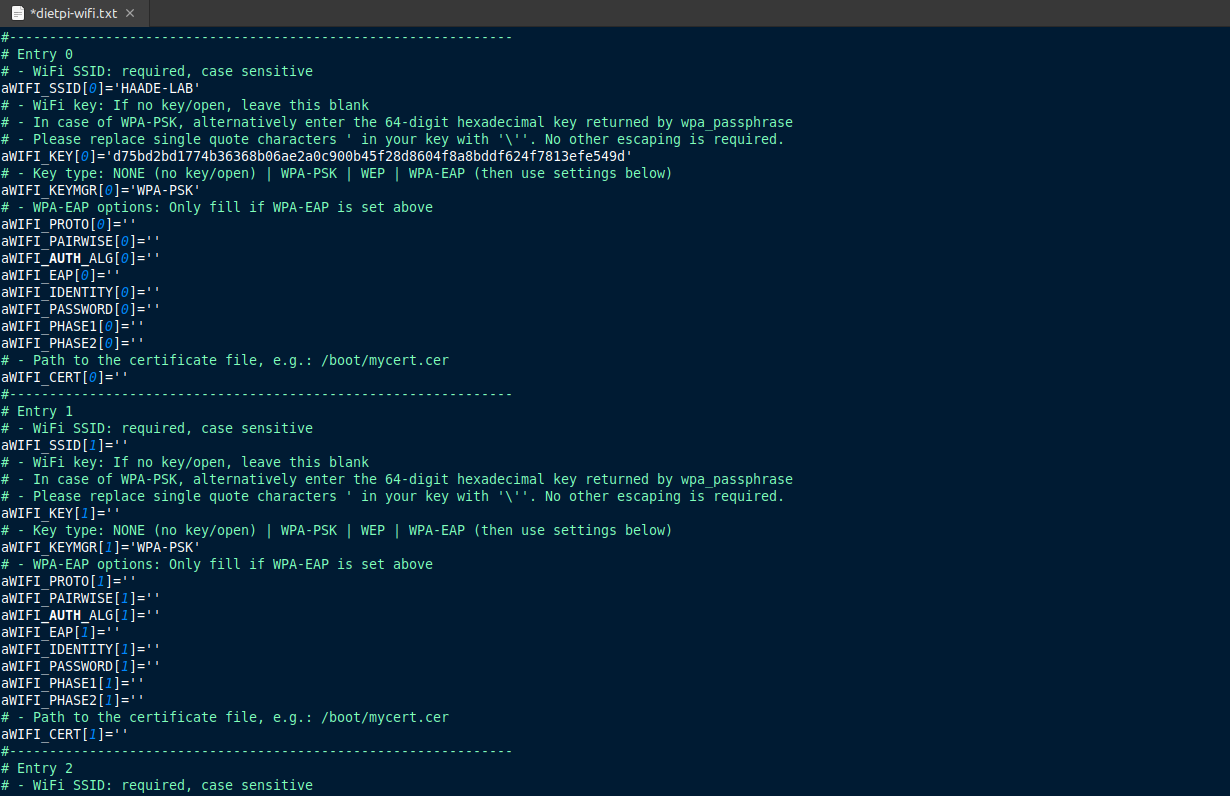 *dietpi-wifi.txt ×
#---------------------------------------------------------------
# Entry 0
# - WiFi SSID: required, case sensitive
aWIFI_SSID[0]='HAADE-LAB'
# - WiFi key: If no key/open, leave this blank
# - In case of WPA-PSK, alternatively enter the 64-digit hexadecimal key returned by wpa_passphrase
# - Please replace single quote characters ' in your key with '\''. No other escaping is required.
aWIFI_KEY[0]='d75bd2bd1774b36368b06ae2a0c900b45f28d8604f8a8bddf624f7813efe549d'
# - Key type: NONE (no key/open) | WPA-PSK | WEP | WPA-EAP (then use settings below)
aWIFI_KEYMGR[0]='WPA-PSK'
# - WPA-EAP options: Only fill if WPA-EAP is set above
aWIFI_PROTO[0]=''
aWIFI_PAIRWISE[0]=''
aWIFI_AUTH_ALG[0]=''
aWIFI_EAP[0]=''
aWIFI_IDENTITY[0]=''
aWIFI_PASSWORD[0]=''
aWIFI_PHASE1[0]=''
aWIFI_PHASE2[0]=''
# - Path to the certificate file, e.g.: /boot/mycert.cer
aWIFI_CERT[0]=''
#---------------------------------------------------------------
# Entry 1
# - WiFi SSID: required, case sensitive
aWIFI_SSID[1]=''
# - WiFi key: If no key/open, leave this blank
# - In case of WPA-PSK, alternatively enter the 64-digit hexadecimal key returned by wpa_passphrase
# - Please replace single quote characters ' in your key with '\''. No other escaping is required.
aWIFI_KEY[1]=''
# - Key type: NONE (no key/open) | WPA-PSK | WEP | WPA-EAP (then use settings below)
aWIFI_KEYMGR[1]='WPA-PSK'
# - WPA-EAP options: Only fill if WPA-EAP is set above
aWIFI_PROTO[1]=''
aWIFI_PAIRWISE[1]=''
aWIFI_AUTH_ALG[1]=''
aWIFI_EAP[1]=''
aWIFI_IDENTITY[1]=''
aWIFI_PASSWORD[1]=''
aWIFI_PHASE1[1]=''
aWIFI_PHASE2[1]=''
# - Path to the certificate file, e.g.: /boot/mycert.cer
aWIFI_CERT[1]=''
#---------------------------------------------------------------
# Entry 2
# - WiFi SSID: required, case sensitive